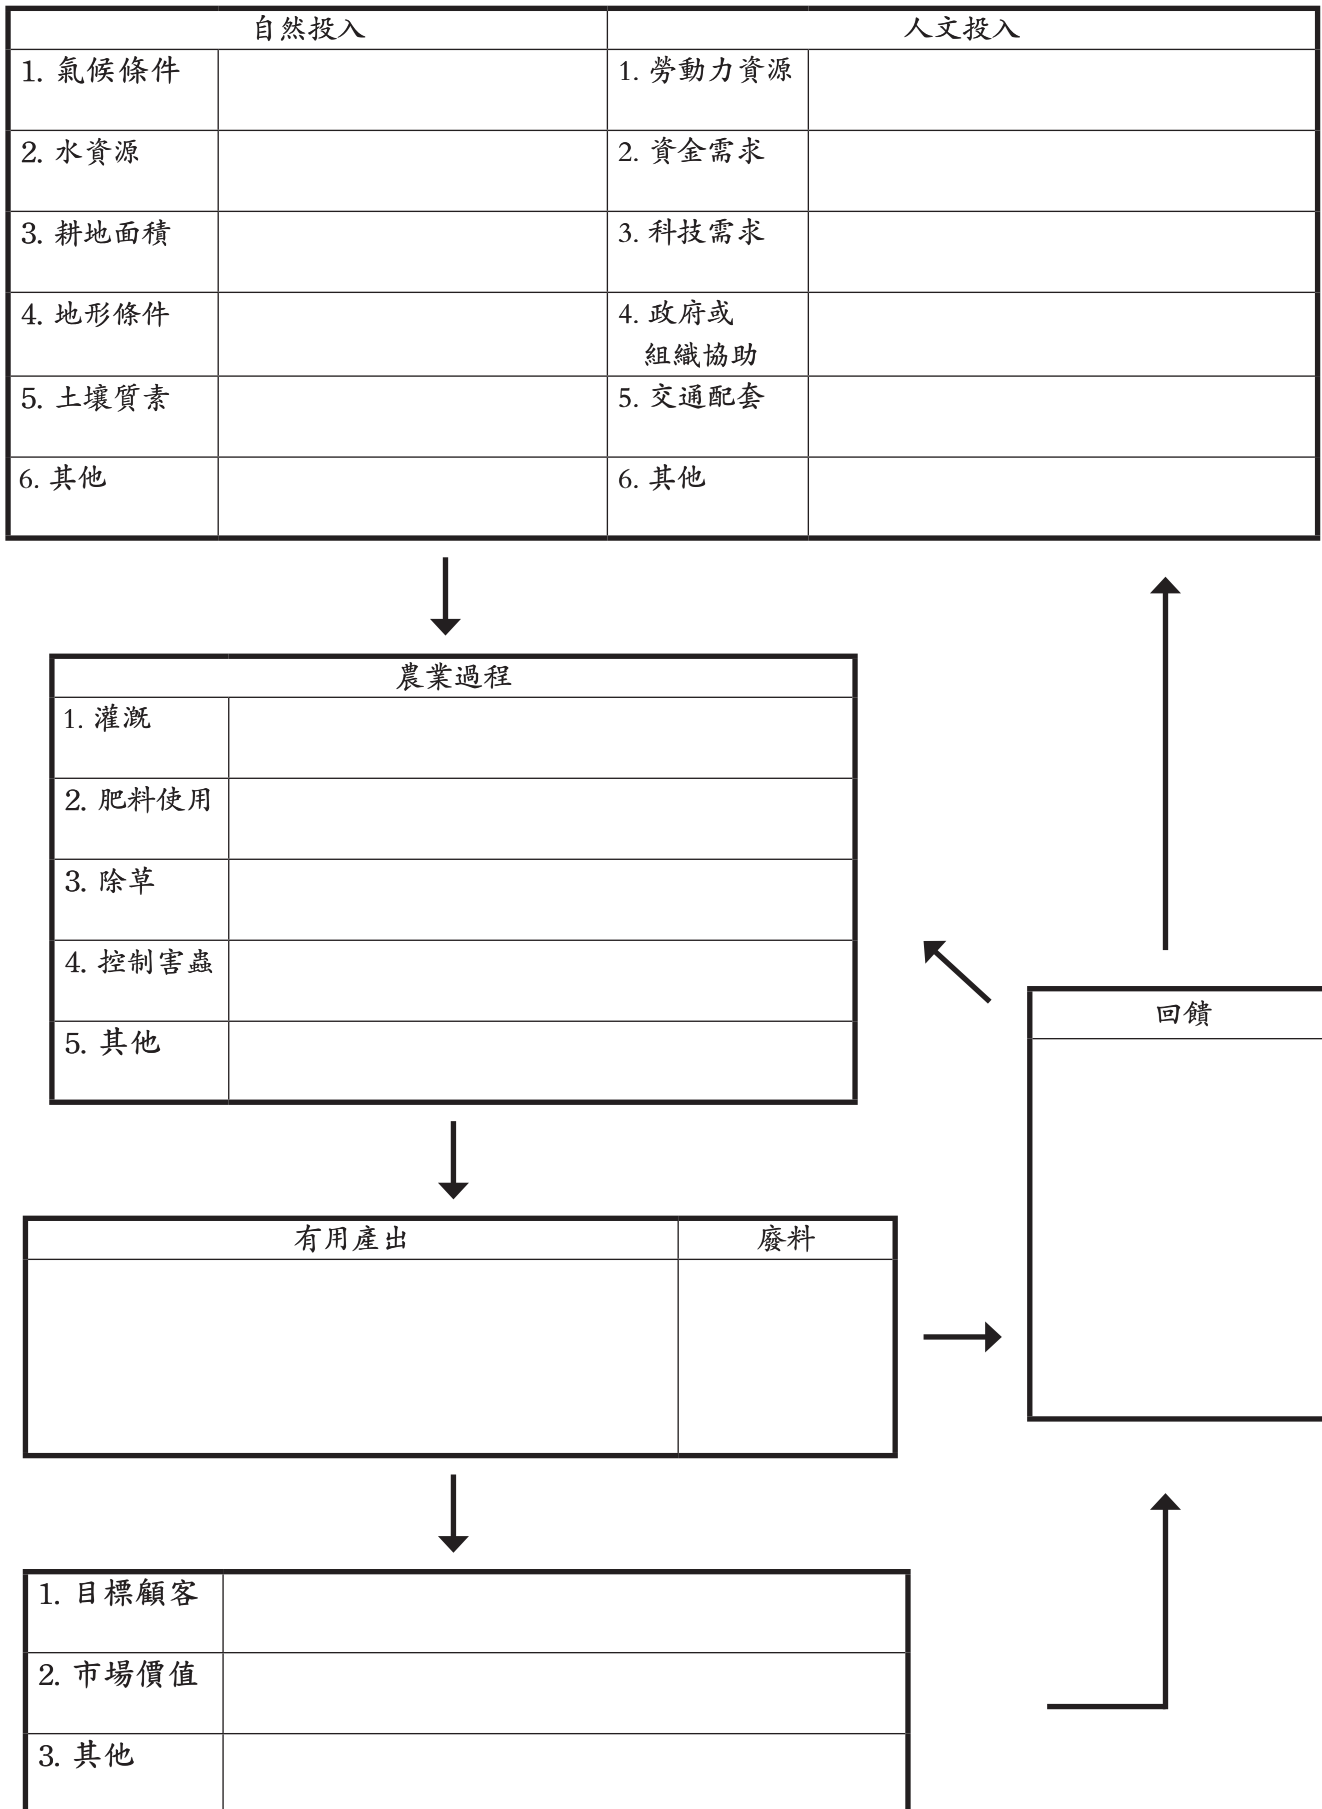 自然投入
人文投入
1. 氣候條件
1. 勞動力資源
2. 水資源
2. 資金需求
3. 耕地面積
3. 科技需求
4. 地形條件
4. 政府或
組織協助
5. 土壤質素
5. 交通配套
6. 其他
6. 其他
農業過程
1. 灌溉
2. 肥料使用
3. 除草
4. 控制害蟲
5. 其他
回饋
有用產出
廢料
1. 目標顧客
2. 市場價值
3. 其他